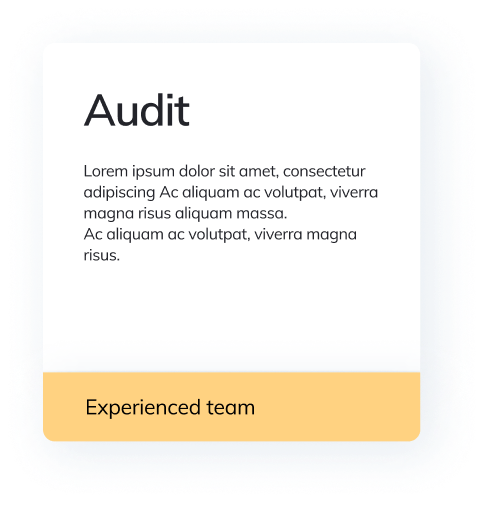 Audit
Lorem ipsum dolor sit amet, consectetur
adipiscing Ac aliquam ac volutpat, viverra
magna risus aliquam massa.
Ac aliquam ac volutpat, viverra magna
risus.
Experienced team